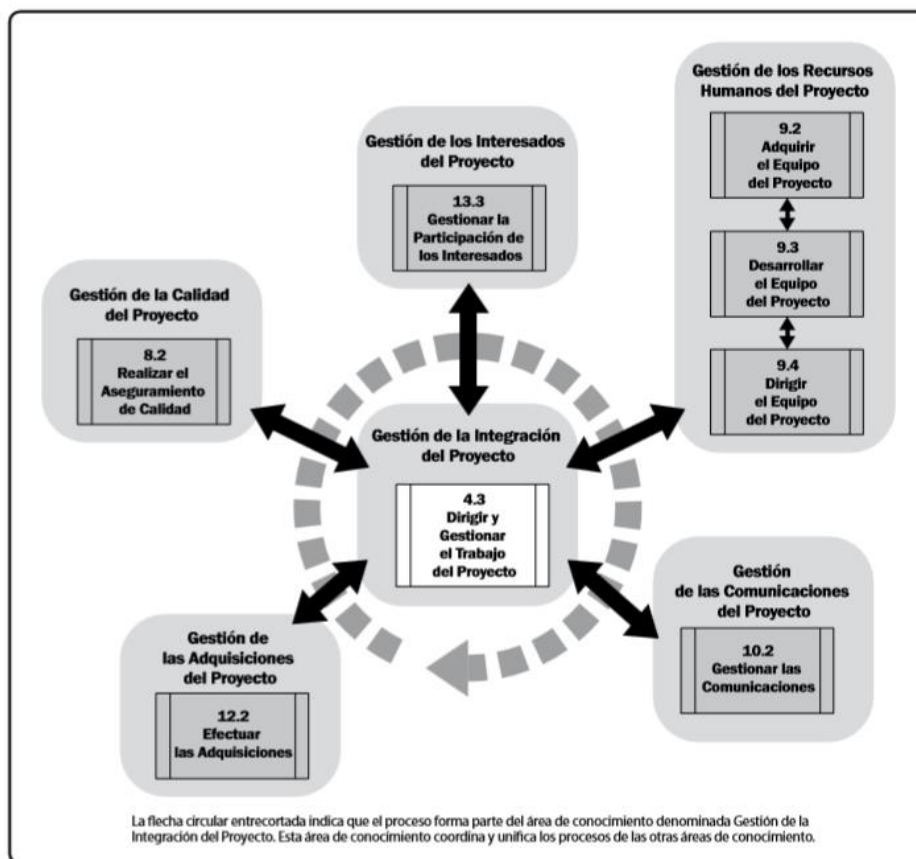 Gestión de los Recursos
Humanos del Proyecto
9.2
Adquirir
el Equipo
del Proyecto
9.3
Desarrollar
el Equipo
del Proyecto
9.4
Dirigir
el Equipo
del Proyecto
Gestión de los Interesados
del Proyecto
13.3
Gestionar la
Participación de
los Interesados
Gestión de la Calidad
del Proyecto
8.2
Realizar el
Aseguramiento
de Calidad
Gestión de la Integración
del Proyecto
4.3
Dirigir y
Gestionar
el Trabajo
del Proyecto
Gestión
de las Comunicaciones
del Proyecto
10.2
Gestionar las
Comunicaciones
Gestión de
las Adquisiciones
del Proyecto
12.2
Efectuar
las Adquisiciones
La flecha circular entrecortada indica que el proceso forma parte del área de conocimiento denominada Gestión de la
Integración del Proyecto. Esta área de conocimiento coordina y unifica los procesos de las otras áreas de conocimiento.